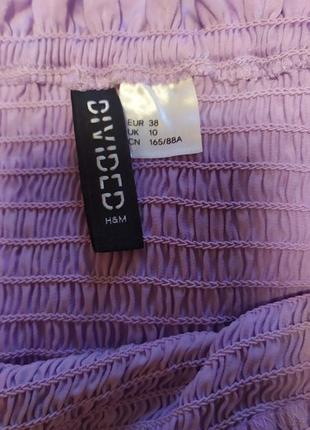 DIVIDED
H&M
EUR 38
UK 10
CN 165/88A